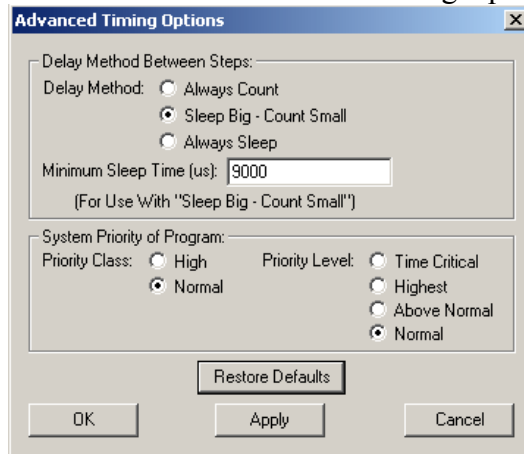 Advanced Timing Options
Delay Method Between Steps:
Delay Method: Always Count
Sleep Big - Count Small
Always Sleep
Minimum Sleep Time (us): 9000
(For Use With "Sleep Big - Count Small")
System Priority of Program:
Priority Class: High Priority Level: Time Critical
Normal Highest
Above Normal
Normal
Restore Defaults
OK Apply Cancel